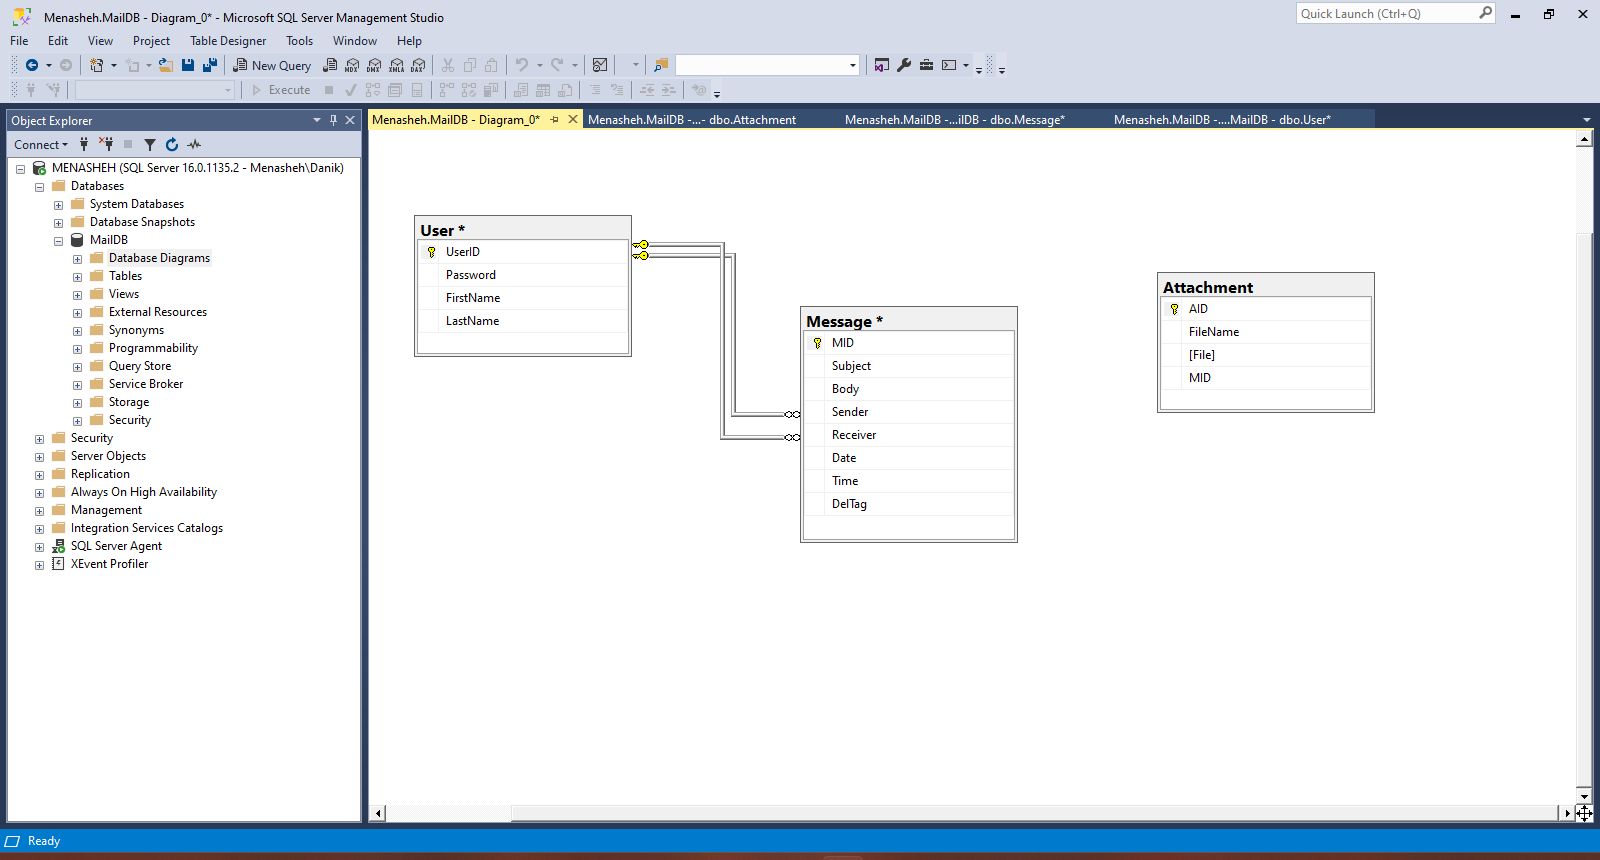 Menasheh.MailDB - Diagram_0* - Microsoft SQL Server Management Studio
Quick Launch (Ctrl+Q)
File Edit View Project Table Designer Tools Window Help
New Query MDX DMX XMLA DAX
Execute
Object Explorer
Menasheh.MailDB - Diagram_0* Menasheh.MailDB -...- dbo.Attachment Menasheh.MailDB -...ilDB - dbo.Message* Menasheh.MailDB -....MailDB - dbo.User*
Connect
MENASHEH (SQL Server 16.0.1135.2 - Menasheh\Danik)
Databases
System Databases
Database Snapshots
MailDB
Database Diagrams
Tables
Views
External Resources
Synonyms
Programmability
Query Store
Service Broker
Storage
Security
Security
Server Objects
Replication
Always On High Availability
Management
Integration Services Catalogs
SQL Server Agent
XEvent Profiler
User *
UserID
Password
FirstName
LastName
Message *
MID
Subject
Body
Sender
Receiver
Date
Time
DelTag
Attachment
AID
FileName
[File]
MID
Ready